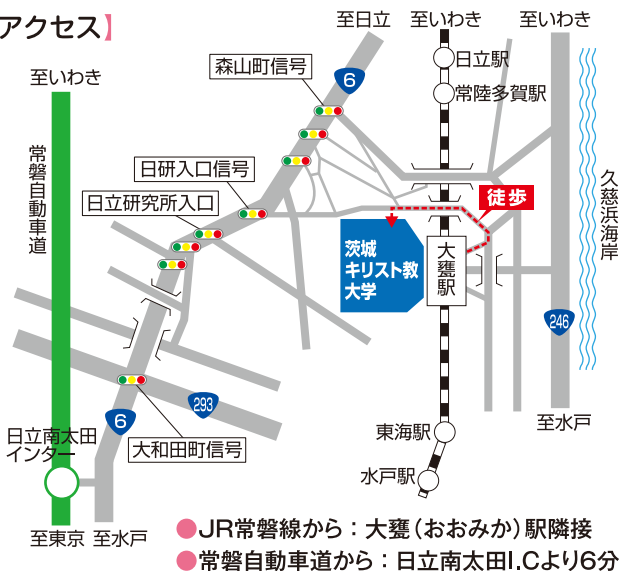 アクセス】
至日立
至いわき
至いわき
日立駅
常陸多賀駅
森山町信号
6
至いわき
常磐自動車道
日研入口信号
日立研究所入口
徒歩
久慈浜海岸
茨城
キリスト教
大学
大甕駅
246
293
6
大和田町信号
日立南太田
インター
東海駅
至水戸
水戸駅
至東京
至水戸
●JR常磐線から：大甕（おおみか）駅隣接
●常磐自動車道から：日立南太田I.Cより6分